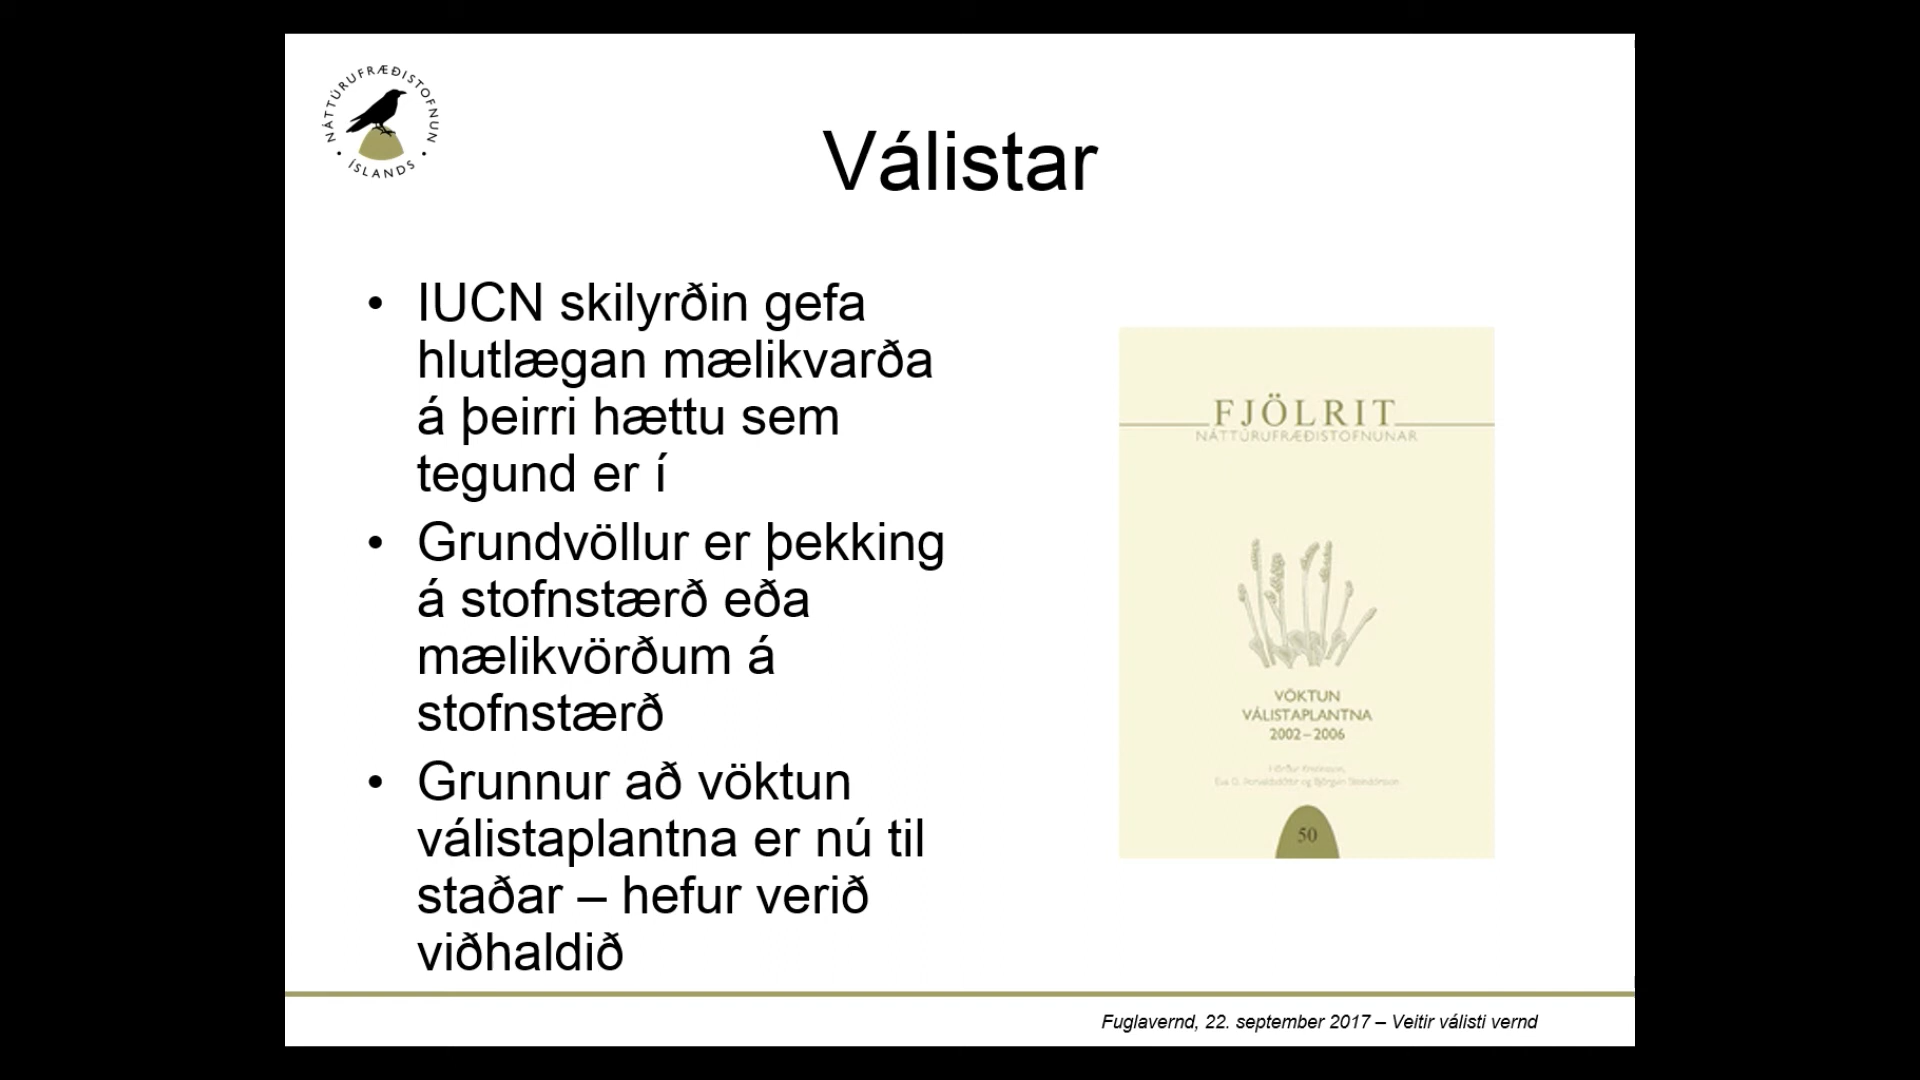 NÁTTÚRUFRÆÐISTOFNUN
• ÍSLANDS •
Válistar
• IUCN skilyrðin gefa
hlutlægan mælikvarða
á þeirri hættu sem
tegund er í
• Grundvöllur er þekking
á stofnstærð eða
mælikvörðum á
stofnstærð
• Grunnur að vöktun
válistaplantna er nú til
staðar – hefur verið
viðhaldið
FJÖLRIT
NÁTTÚRUFRÆÐISTOFNUNAR
VÖKTUN
VÁLISTAPLANTNA
2002–2006
50
Fuglavernd, 22. september 2017 – Veitir válisti vernd